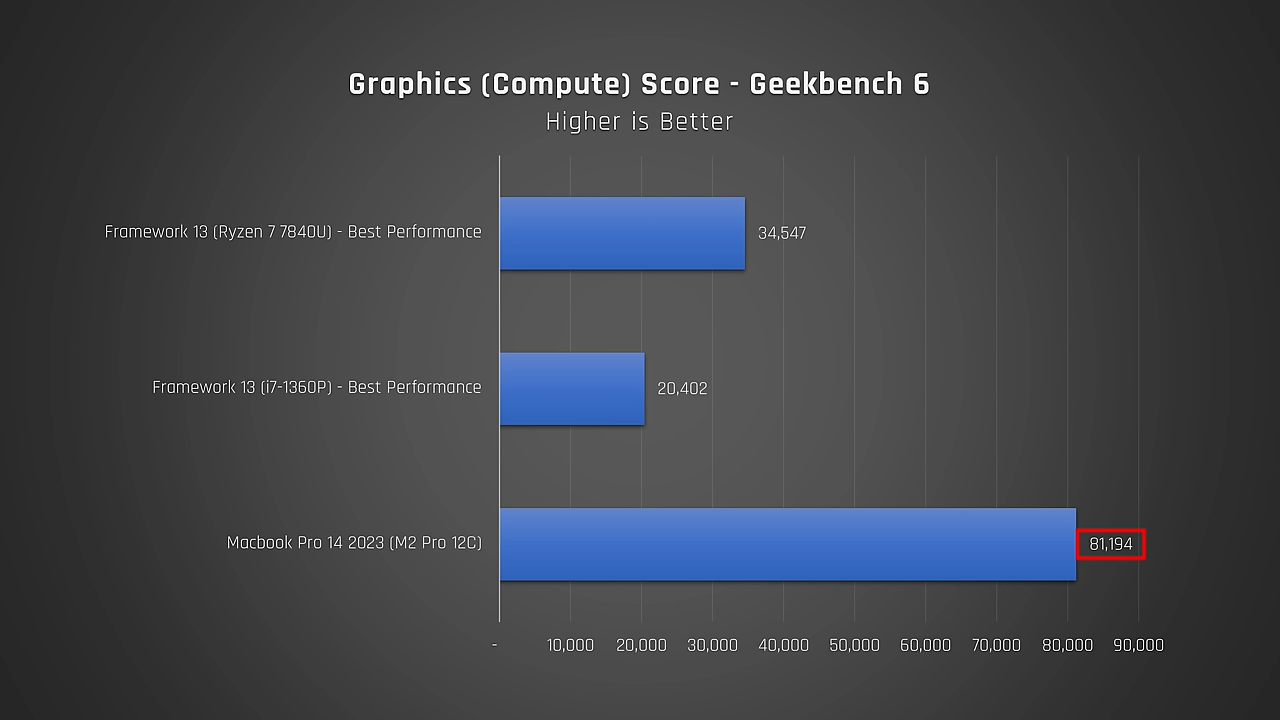 Graphics (Compute) Score - Geekbench 6
Higher is Better
Framework 13 (Ryzen 7 7840U) - Best Performance
34,547
Framework 13 (i7-1360P) - Best Performance
20,402
Macbook Pro 14 2023 (M2 Pro 12C)
81,194
- 10,000 20,000 30,000 40,000 50,000 60,000 70,000 80,000 90,000